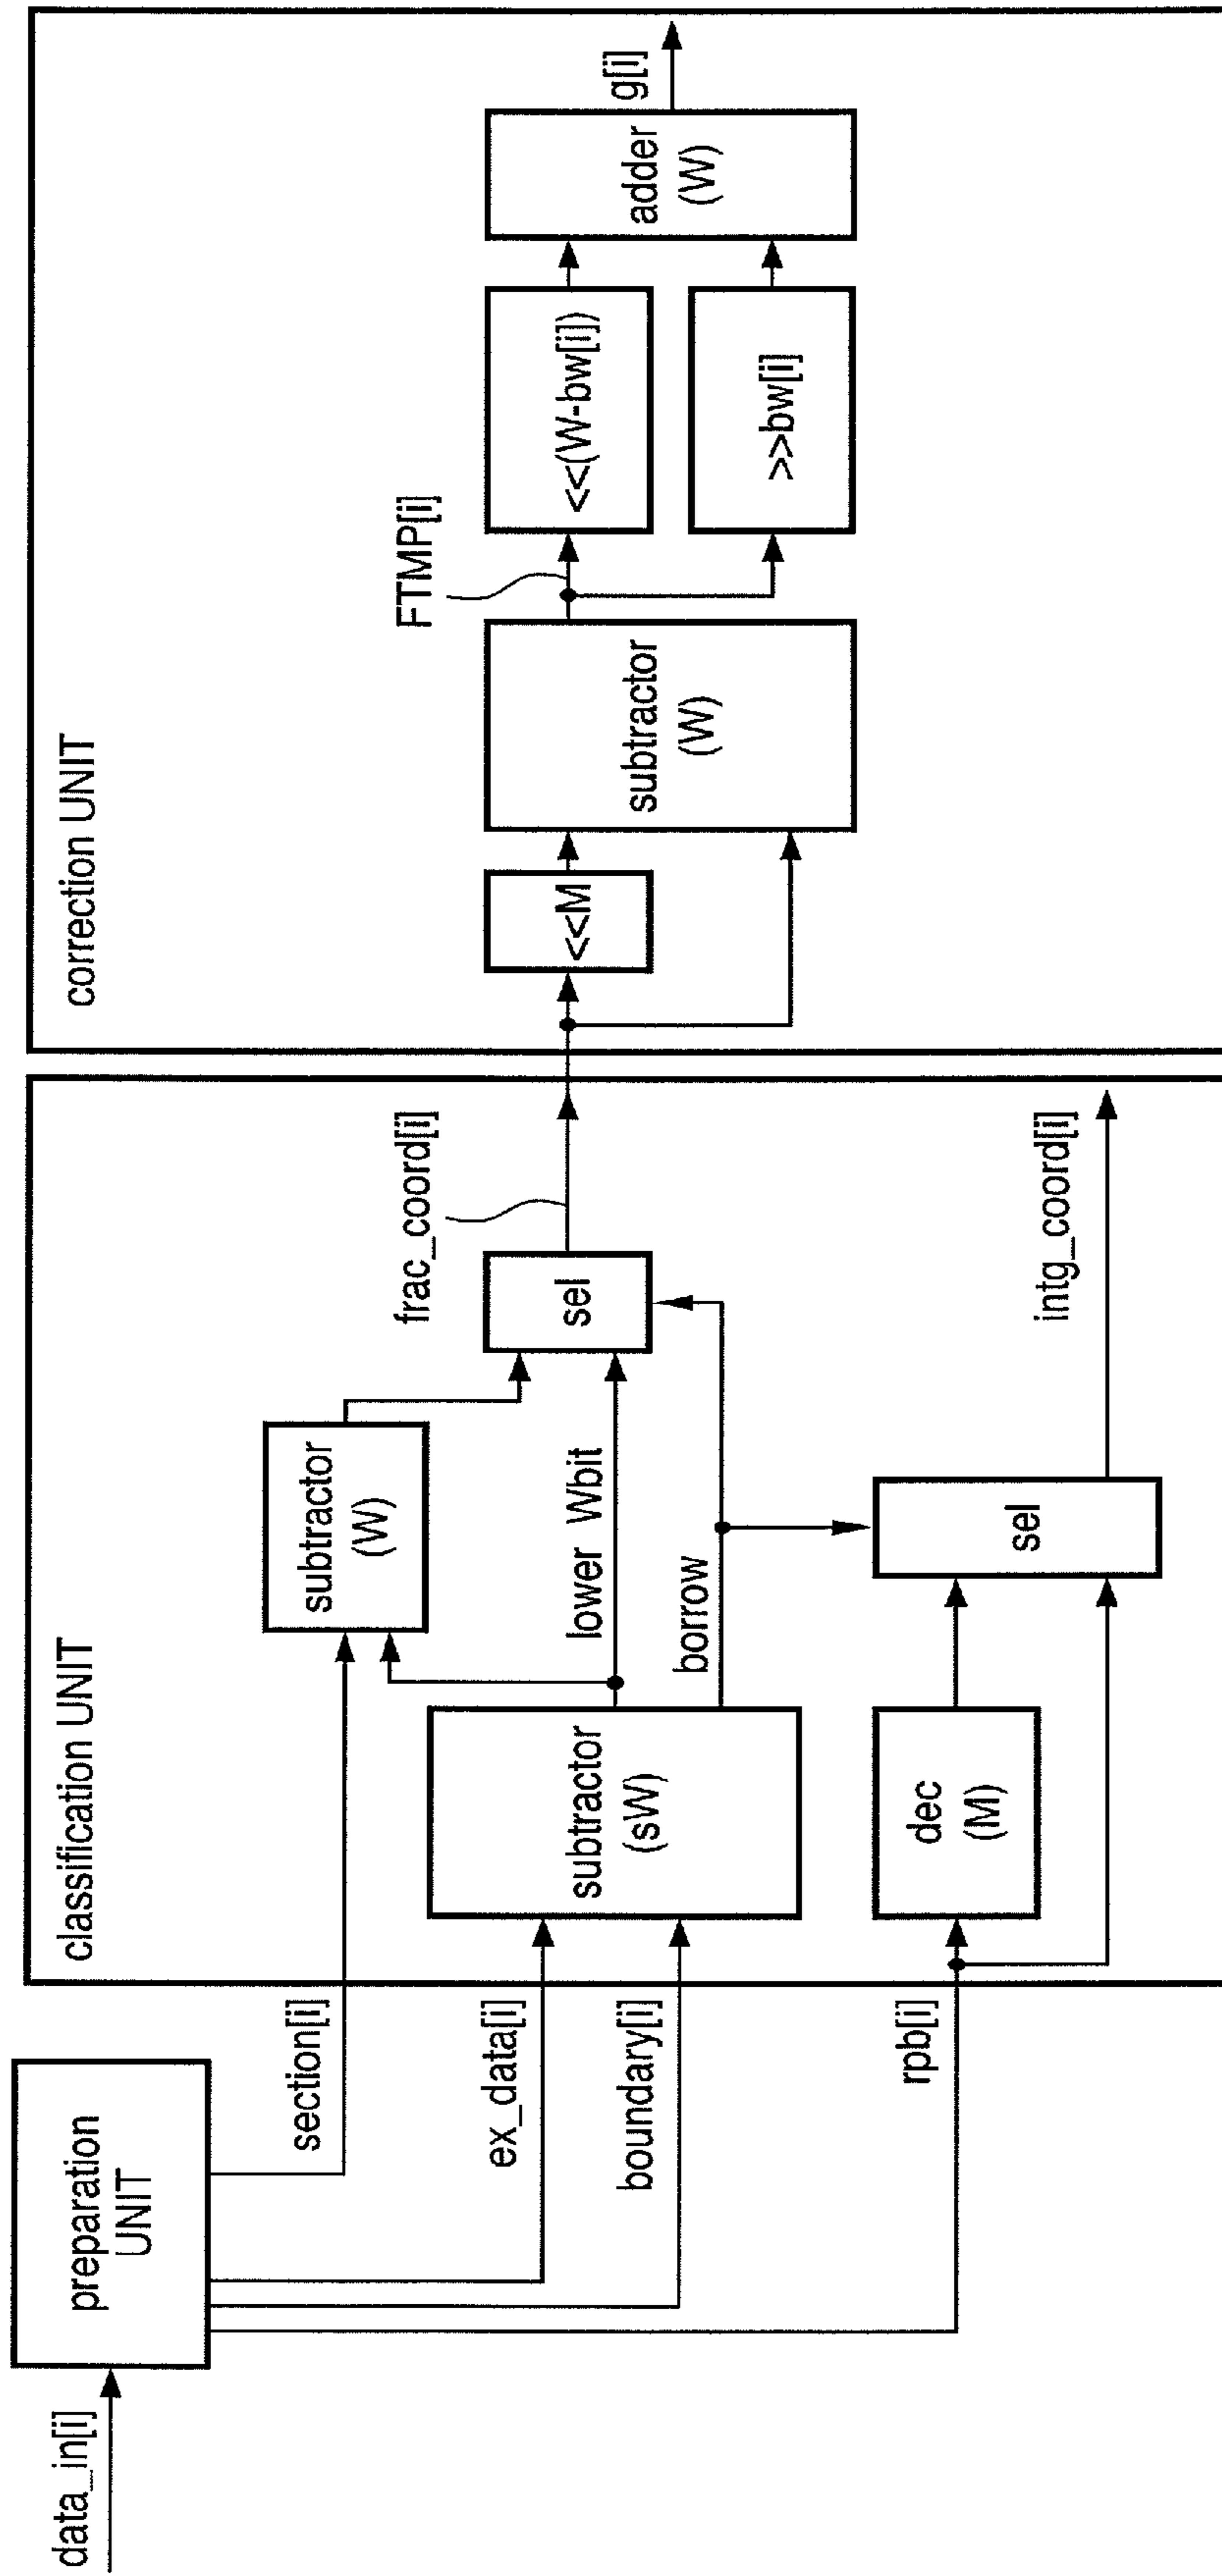 data_in[i]
preparation
UNIT
section[i]
ex_data[i]
boundary[i]
rpb[i]
classification UNIT
subtractor
(W)
subtractor
(sW)
lower Wbit
borrow
dec
(M)
sel
sel
frac_coord[i]
intg_coord[i]
correction UNIT
<<M
subtractor
(W)
FTMP[i]
<<(W-bw[i])
>>bw[i]
adder
(W)
g[i]